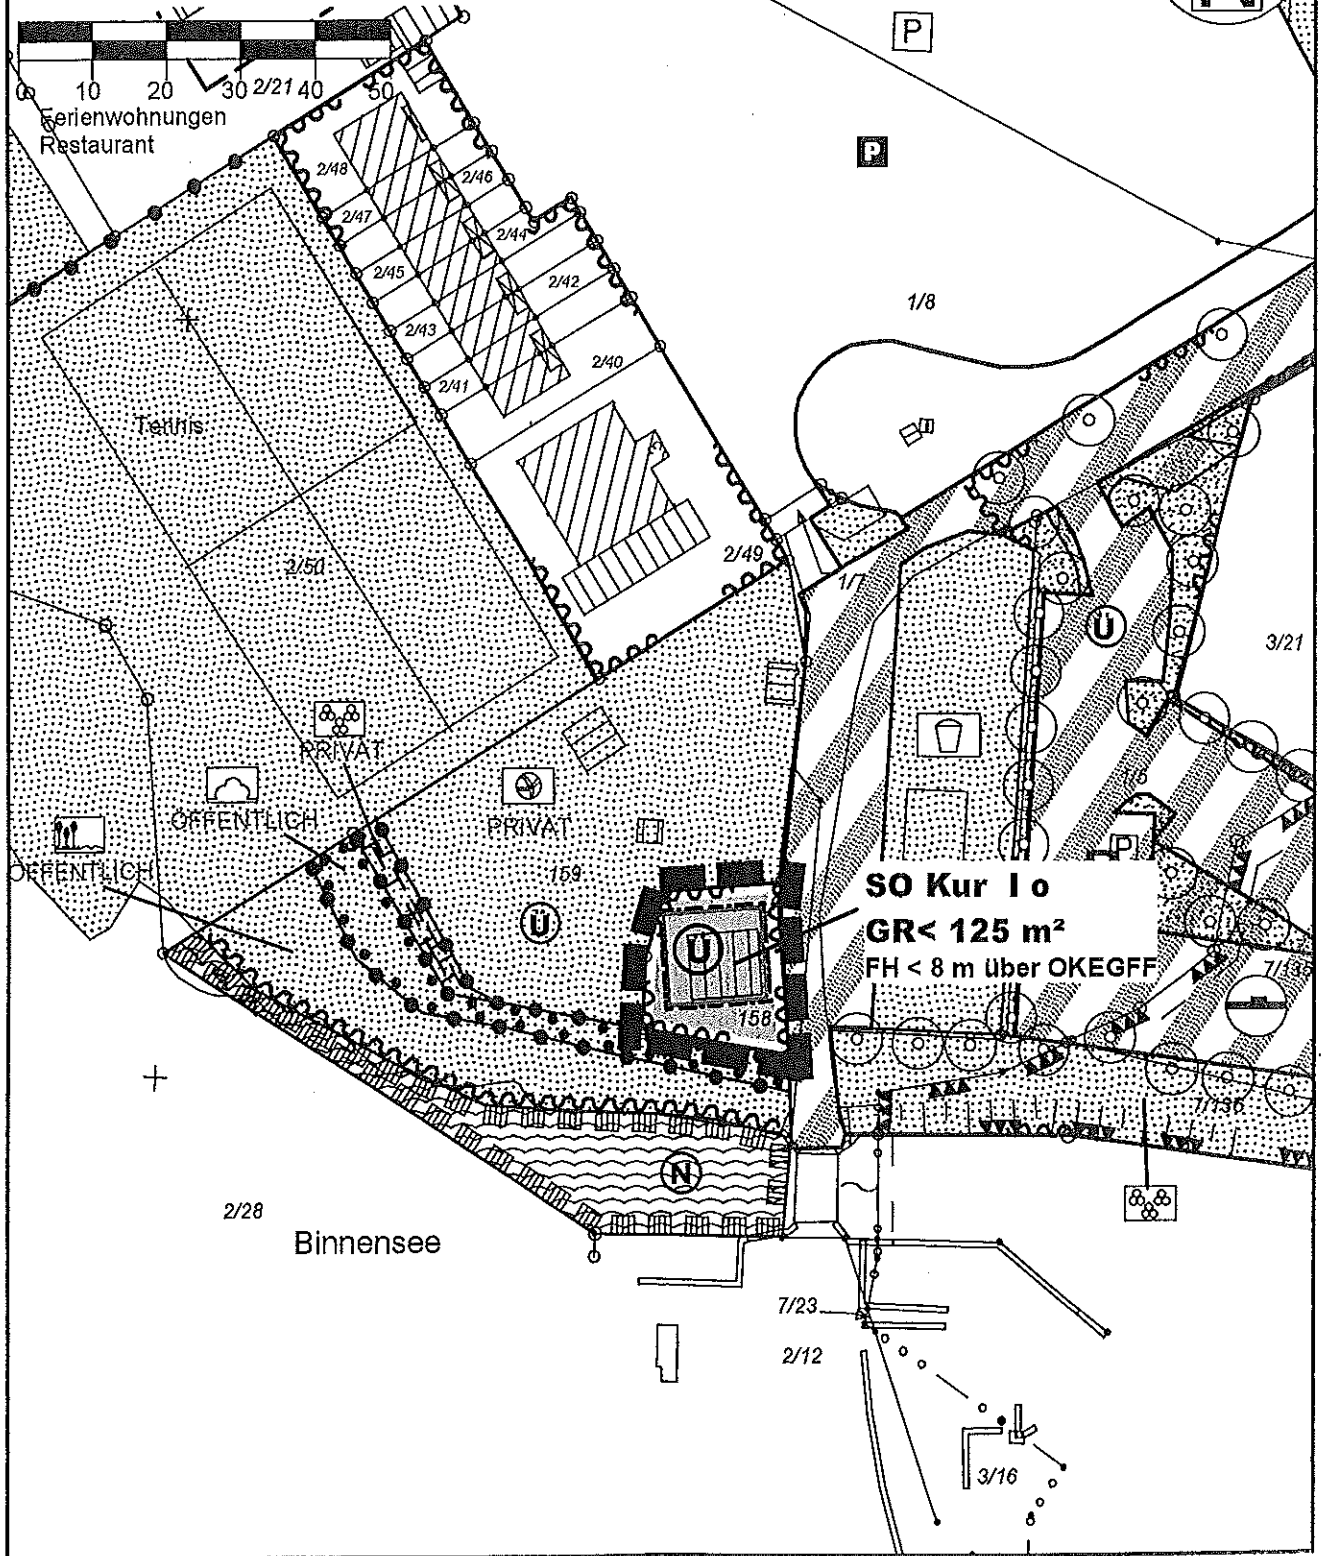 P
0 10 20 30 2/21 40 50
Ferienwohnungen
Restaurant
P
2/48
2/46
2/47
2/44
2/45
2/42
1/8
2/43
2/40
2/41
Tennis
3
2/49
2/50
1/7
Ü
3/21
PRIVAT
1/6
ÖFFENTLICH
PRIVAT
P
ÖFFENTLICH
159
SO Kur I o
Ü
Ü
GR< 125 m²
FH < 8 m über OKEGFF
7/135
158
7/136
N
2/28
Binnensee
7/23
2/12
3/16